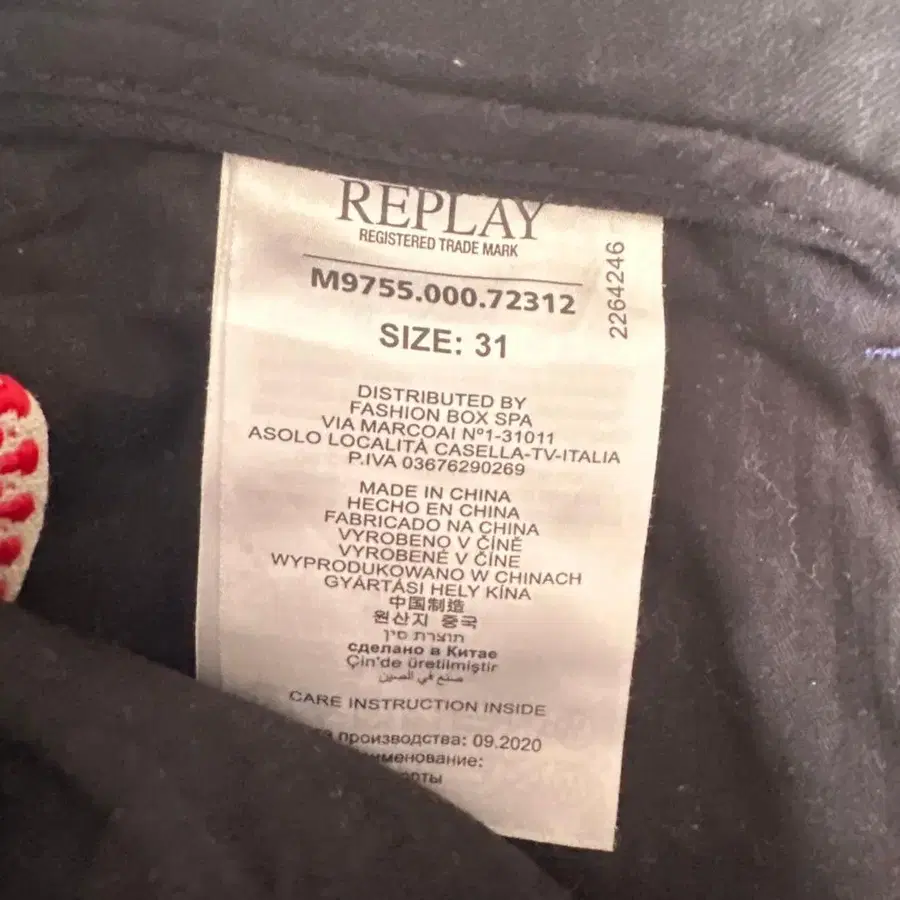 REPLAY
REGISTERED TRADE MARK
M9755.000.72312
2264246
SIZE: 31
DISTRIBUTED BY
FASHION BOX SPA
VIA MARCOAI Nº1-31011
ASOLO LOCALITÀ CASELLA-TV-ITALIA
P.IVA 03676290269
MADE IN CHINA
HECHO EN CHINA
FABRICADO NA CHINA
VYROBENO V ČÍNĚ
VYROBENÉ V ČÍNE
WYPRODUKOWANO W CHINACH
GYÁRTÁSI HELY KÍNA
中国制造
원산지 중국
תוצרת סין
сделано в Китае
Çin'de üretilmiştir
صنع في الصين
CARE INSTRUCTION INSIDE
производства: 09.2020